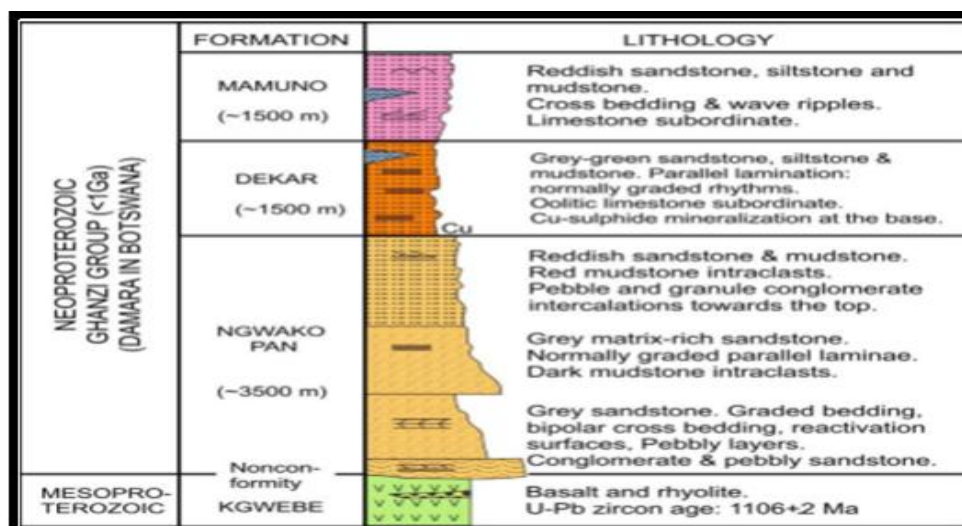 FORMATION
LITHOLOGY
NEOPROTEROZOIC
GHANZI GROUP (<1Ga)
(DAMARA IN BOTSWANA)
MAMUNO
(~1500 m)
Reddish sandstone, siltstone and
mudstone.
Cross bedding & wave ripples.
Limestone subordinate.
DEKAR
(~1500 m)
Cu
Grey-green sandstone, siltstone &
mudstone. Parallel lamination:
normally graded rhythms.
Oolitic limestone subordinate.
Cu-sulphide mineralization at the base.
NGWAKO
PAN
(~3500 m)
Reddish sandstone & mudstone.
Red mudstone intraclasts.
Pebble and granule conglomerate
intercalations towards the top.
Grey matrix-rich sandstone.
Normally graded parallel laminae.
Dark mudstone intraclasts.
Grey sandstone. Graded bedding,
bipolar cross bedding, reactivation
surfaces, Pebbly layers.
Conglomerate & pebbly sandstone.
Noncon-
formity
MESOPRO-
TEROZOIC
KGWEBE
Basalt and rhyolite.
U-Pb zircon age: 1106+2 Ma